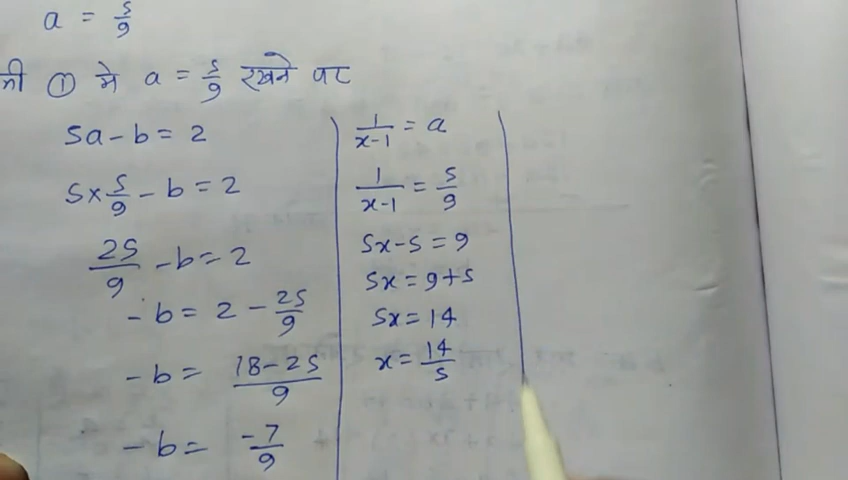 a = 5/9
① मे a = 5/9 रखने पर
5a - b = 2
5 × 5/9 - b = 2
25/9 - b = 2
- b = 2 - 25/9
- b = 18 - 25/9
- b = -7/9
1/x-1 = a
1/x-1 = 5/9
5x - 5 = 9
5x = 9 + 5
5x = 14
x = 14/5